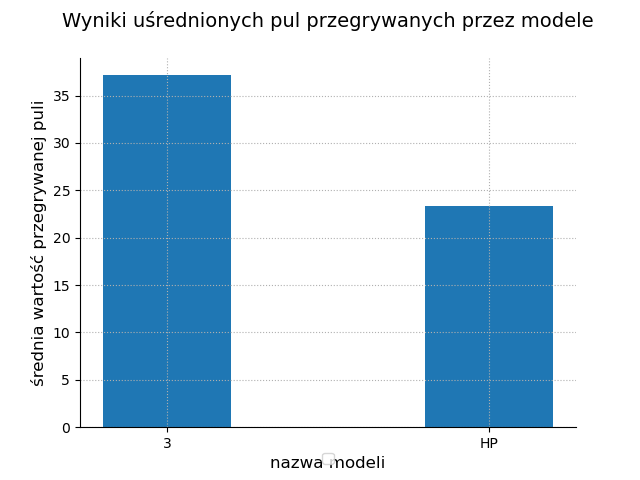 Wyniki uśrednionych pul przegrywanych przez modele
średnia wartość przegrywanej puli
35
30
25
20
15
10
5
0
3 HP
nazwa modeli